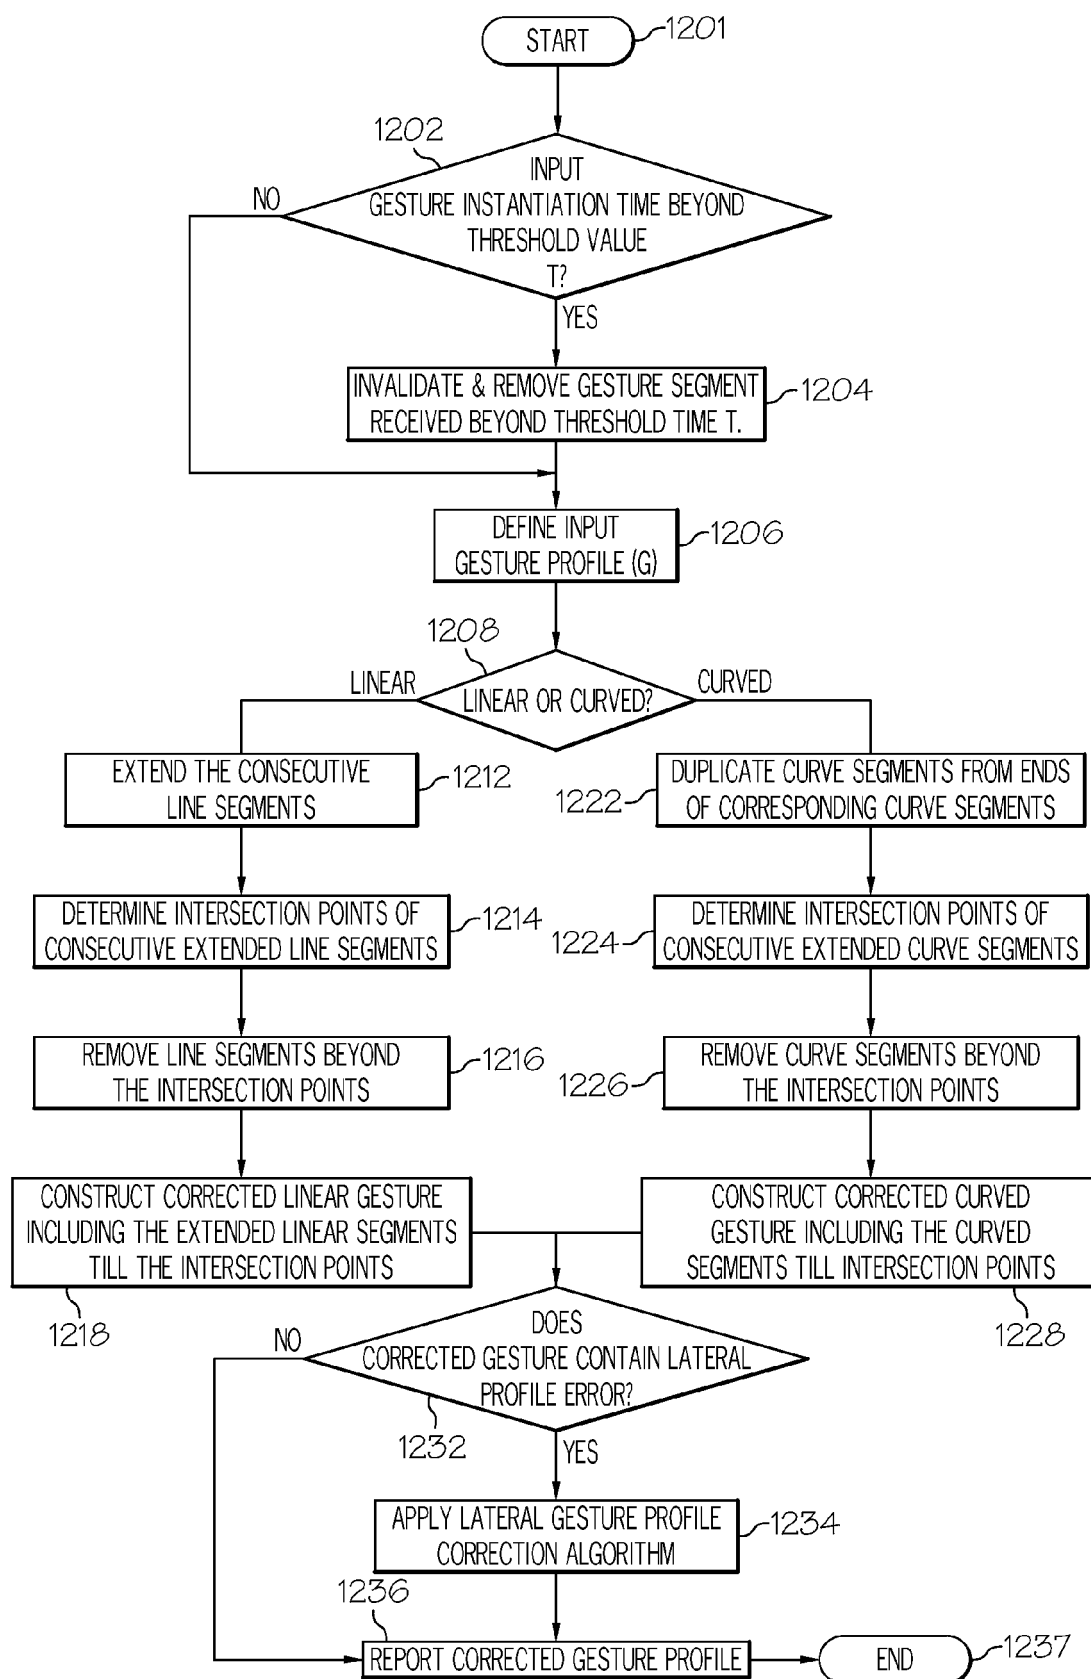 START
1201
1202
INPUT
GESTURE INSTANTIATION TIME BEYOND
THRESHOLD VALUE
T?
NO
YES
INVALIDATE & REMOVE GESTURE SEGMENT
RECEIVED BEYOND THRESHOLD TIME T.
1204
DEFINE INPUT
GESTURE PROFILE (G)
1206
1208
LINEAR
LINEAR OR CURVED?
CURVED
EXTEND THE CONSECUTIVE
LINE SEGMENTS
1212
1222
DUPLICATE CURVE SEGMENTS FROM ENDS
OF CORRESPONDING CURVE SEGMENTS
DETERMINE INTERSECTION POINTS OF
CONSECUTIVE EXTENDED LINE SEGMENTS
1214
1224
DETERMINE INTERSECTION POINTS OF
CONSECUTIVE EXTENDED CURVE SEGMENTS
REMOVE LINE SEGMENTS BEYOND
THE INTERSECTION POINTS
1216
1226
REMOVE CURVE SEGMENTS BEYOND
THE INTERSECTION POINTS
CONSTRUCT CORRECTED LINEAR GESTURE
INCLUDING THE EXTENDED LINEAR SEGMENTS
TILL THE INTERSECTION POINTS
1218
CONSTRUCT CORRECTED CURVED
GESTURE INCLUDING THE CURVED
SEGMENTS TILL INTERSECTION POINTS
1228
NO
DOES
CORRECTED GESTURE CONTAIN LATERAL
PROFILE ERROR?
1232
YES
APPLY LATERAL GESTURE PROFILE
CORRECTION ALGORITHM
1234
1236
REPORT CORRECTED GESTURE PROFILE
END
1237